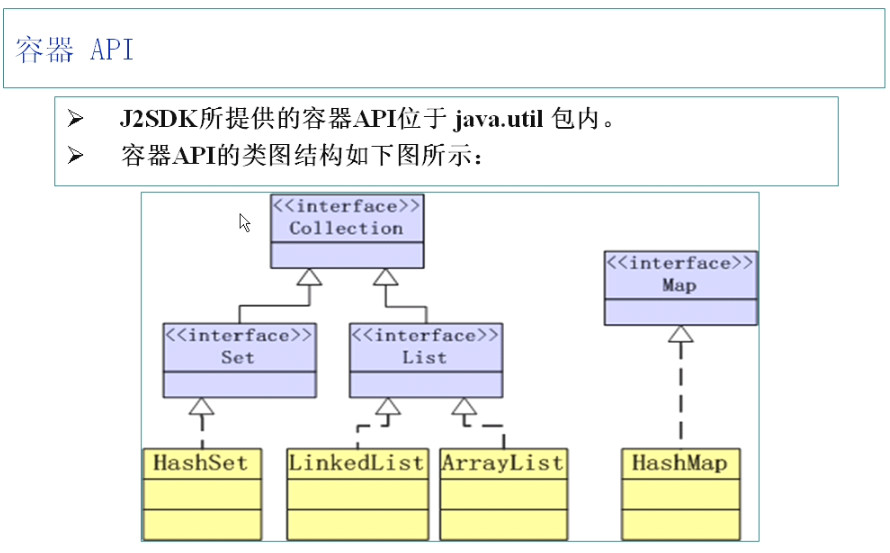 容器 API
J2SDK所提供的容器API位于 java.util 包内。
容器API的类图结构如下图所示：
<<interface>>
Collection
<<interface>>
Map
<<interface>>
Set
<<interface>>
List
HashSet
LinkedList
ArrayList
HashMap